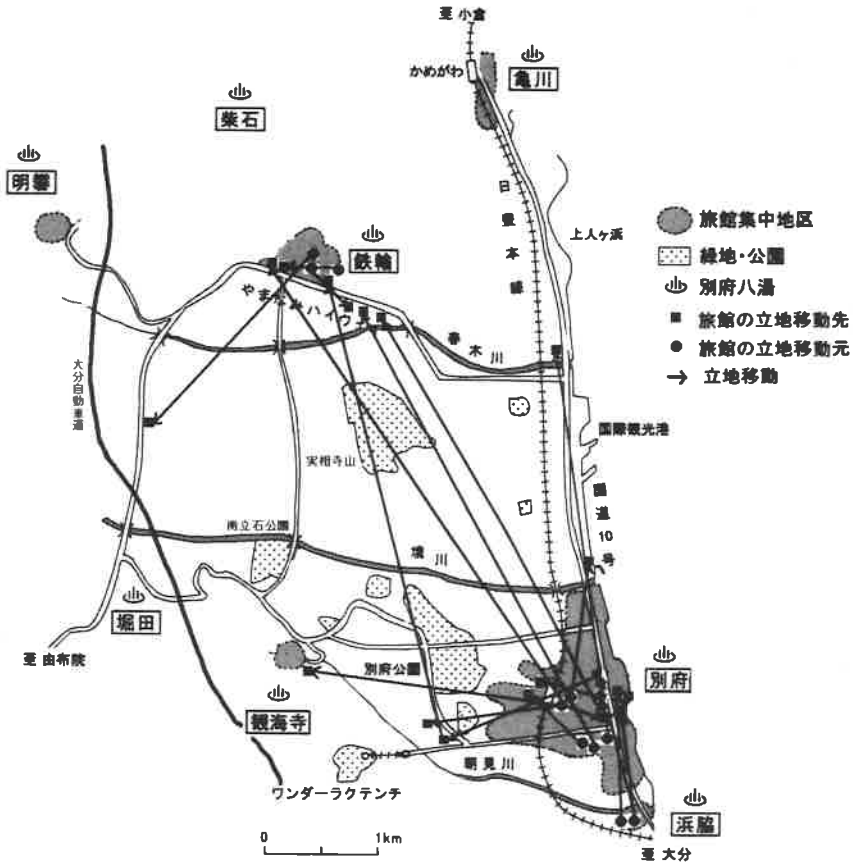 至 小倉
かめがわ
亀川
柴石
明礬
日豊本線
上人ヶ浜
鉄輪
やまなみハイウェイ
春木川
大分自動車道
国際観光港
実相寺山
国道10号
南立石公園
境川
堀田
至 由布院
別府公園
別府
観海寺
朝見川
ワンダーラクテンチ
浜脇
至 大分
旅館集中地区
緑地・公園
別府八湯
旅館の立地移動先
旅館の立地移動元
立地移動
0 1km